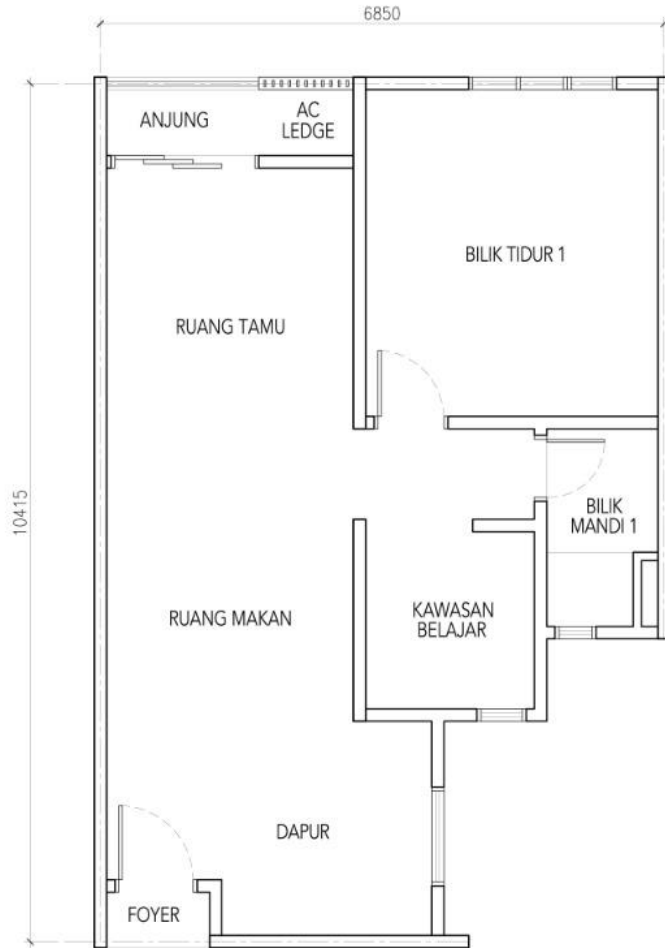 6850
ANJUNG
AC
LEDGE
BILIK TIDUR 1
RUANG TAMU
10415
BILIK
MANDI 1
RUANG MAKAN
KAWASAN
BELAJAR
DAPUR
FOYER